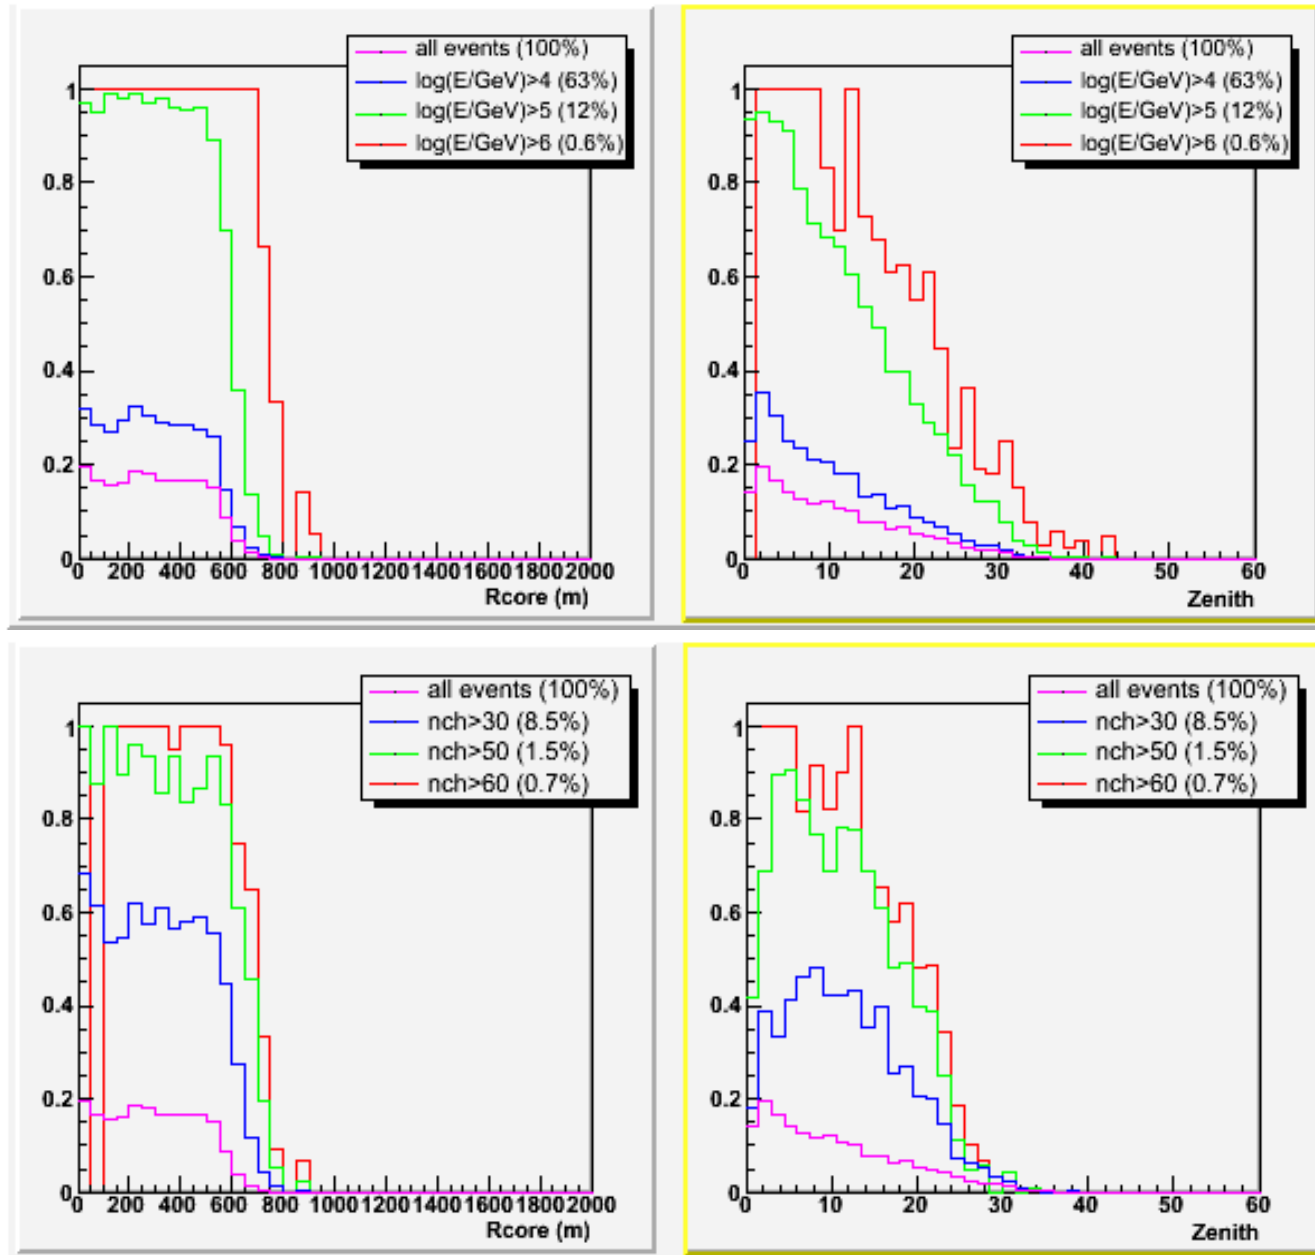 all events (100%)
log(E/GeV)>4 (63%)
log(E/GeV)>5 (12%)
log(E/GeV)>6 (0.6%)
1
0.8
0.6
0.4
0.2
0
0 200 400 600 800 1000 1200 1400 1600 1800 2000
Rcore (m)
all events (100%)
log(E/GeV)>4 (63%)
log(E/GeV)>5 (12%)
log(E/GeV)>6 (0.6%)
1
0.8
0.6
0.4
0.2
0
0 10 20 30 40 50 60
Zenith
all events (100%)
nch>30 (8.5%)
nch>50 (1.5%)
nch>60 (0.7%)
1
0.8
0.6
0.4
0.2
0
0 200 400 600 800 1000 1200 1400 1600 1800 2000
Rcore (m)
all events (100%)
nch>30 (8.5%)
nch>50 (1.5%)
nch>60 (0.7%)
1
0.8
0.6
0.4
0.2
0
0 10 20 30 40 50 60
Zenith